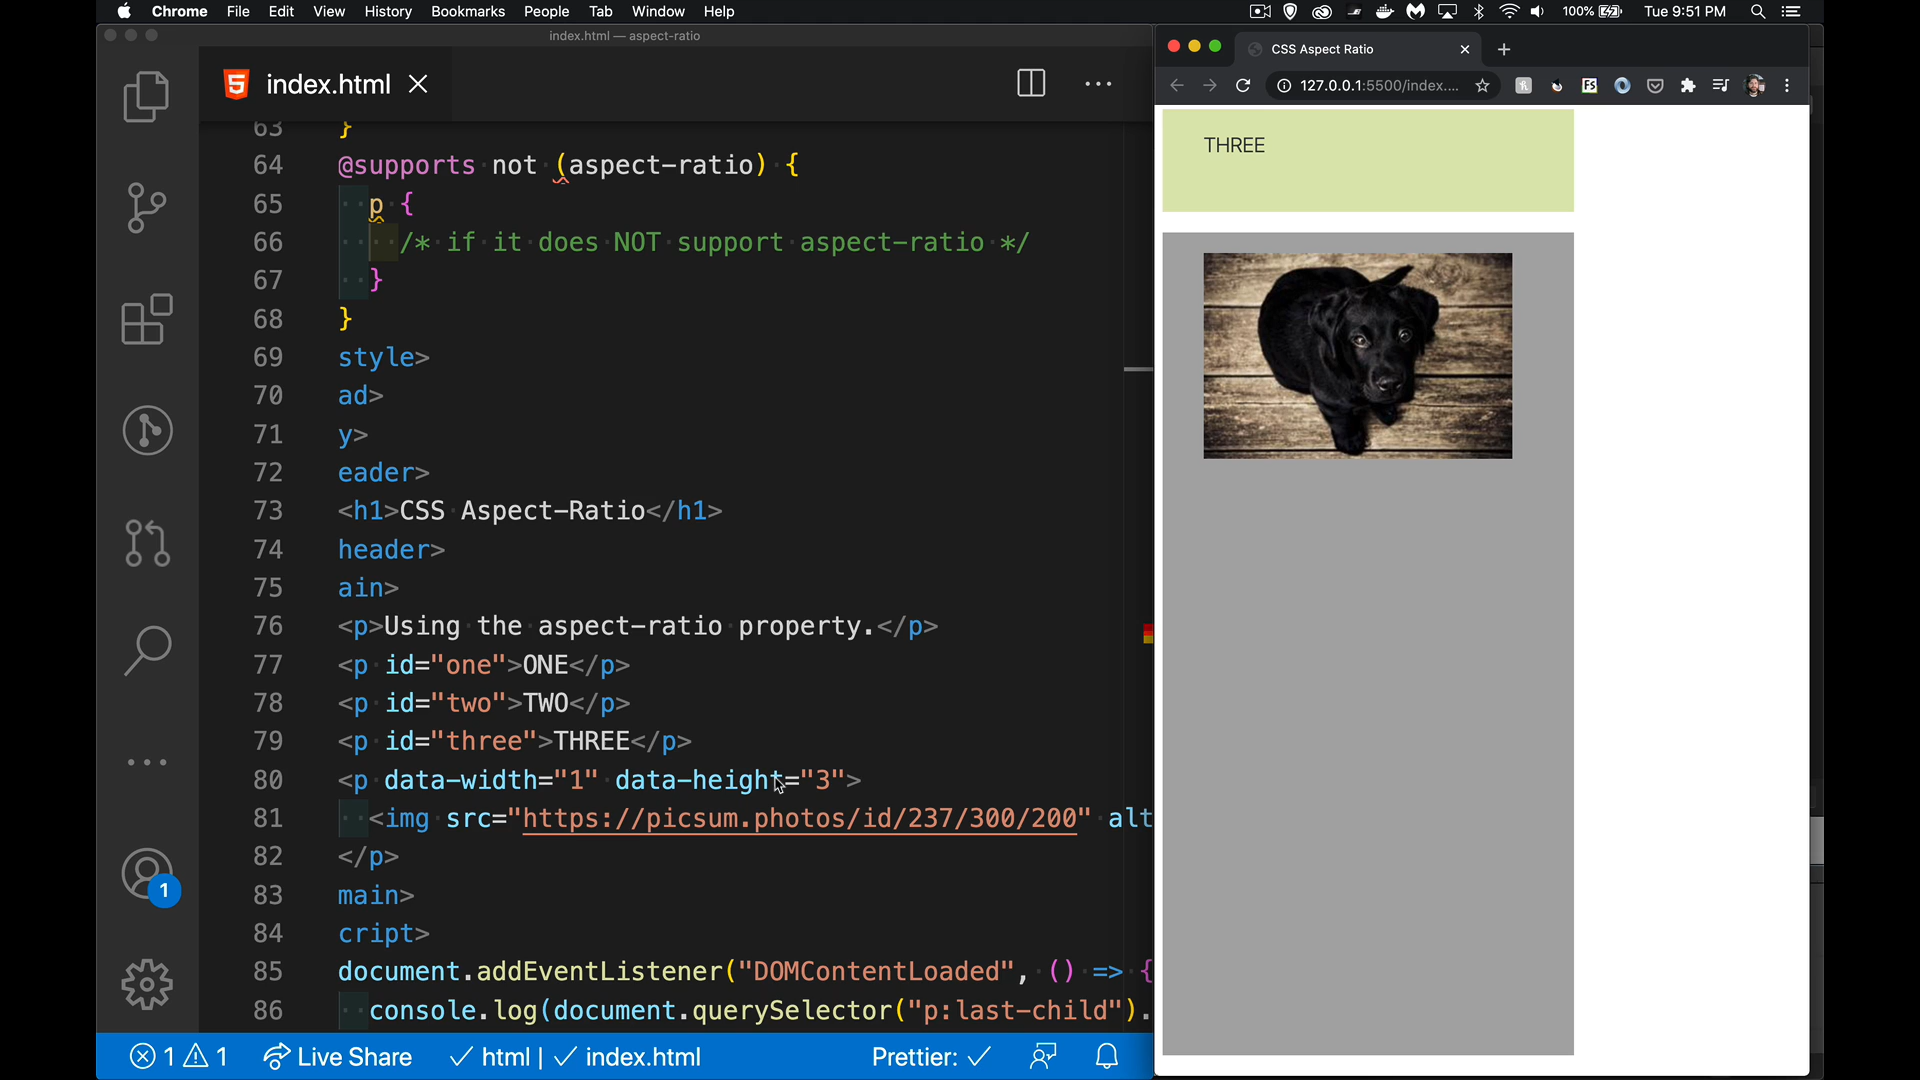 Chrome File Edit View History Bookmarks People Tab Window Help
100% Tue 9:51 PM
index.html — aspect-ratio
index.html
CSS Aspect Ratio
127.0.0.1:5500/index....
63 }
64 @supports not (aspect-ratio) {
65 p {
66 /* if it does NOT support aspect-ratio */
67 }
68 }
69 style>
70 ad>
71 y>
72 eader>
73 <h1>CSS Aspect-Ratio</h1>
74 header>
75 ain>
76 <p>Using the aspect-ratio property.</p>
77 <p id="one">ONE</p>
78 <p id="two">TWO</p>
79 <p id="three">THREE</p>
80 <p data-width="1" data-height="3">
81 <img src="https://picsum.photos/id/237/300/200" alt
82 </p>
83 main>
84 cript>
85 document.addEventListener("DOMContentLoaded", () => {
86 console.log(document.querySelector("p:last-child").
1
1 1 Live Share html | index.html Prettier:
THREE